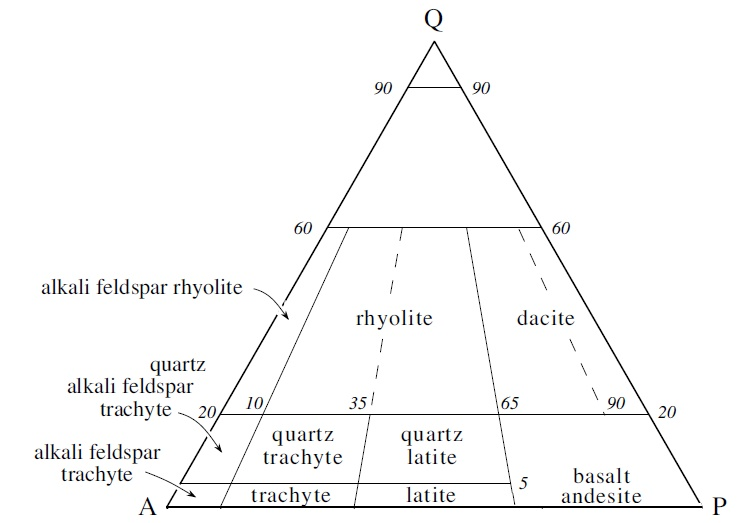 Q
90 90
60 60
alkali feldspar rhyolite
rhyolite dacite
quartz
alkali feldspar
trachyte
20 10 35 65 90 20
alkali feldspar
trachyte
quartz
trachyte
quartz
latite
5
basalt
andesite
trachyte latite
A P